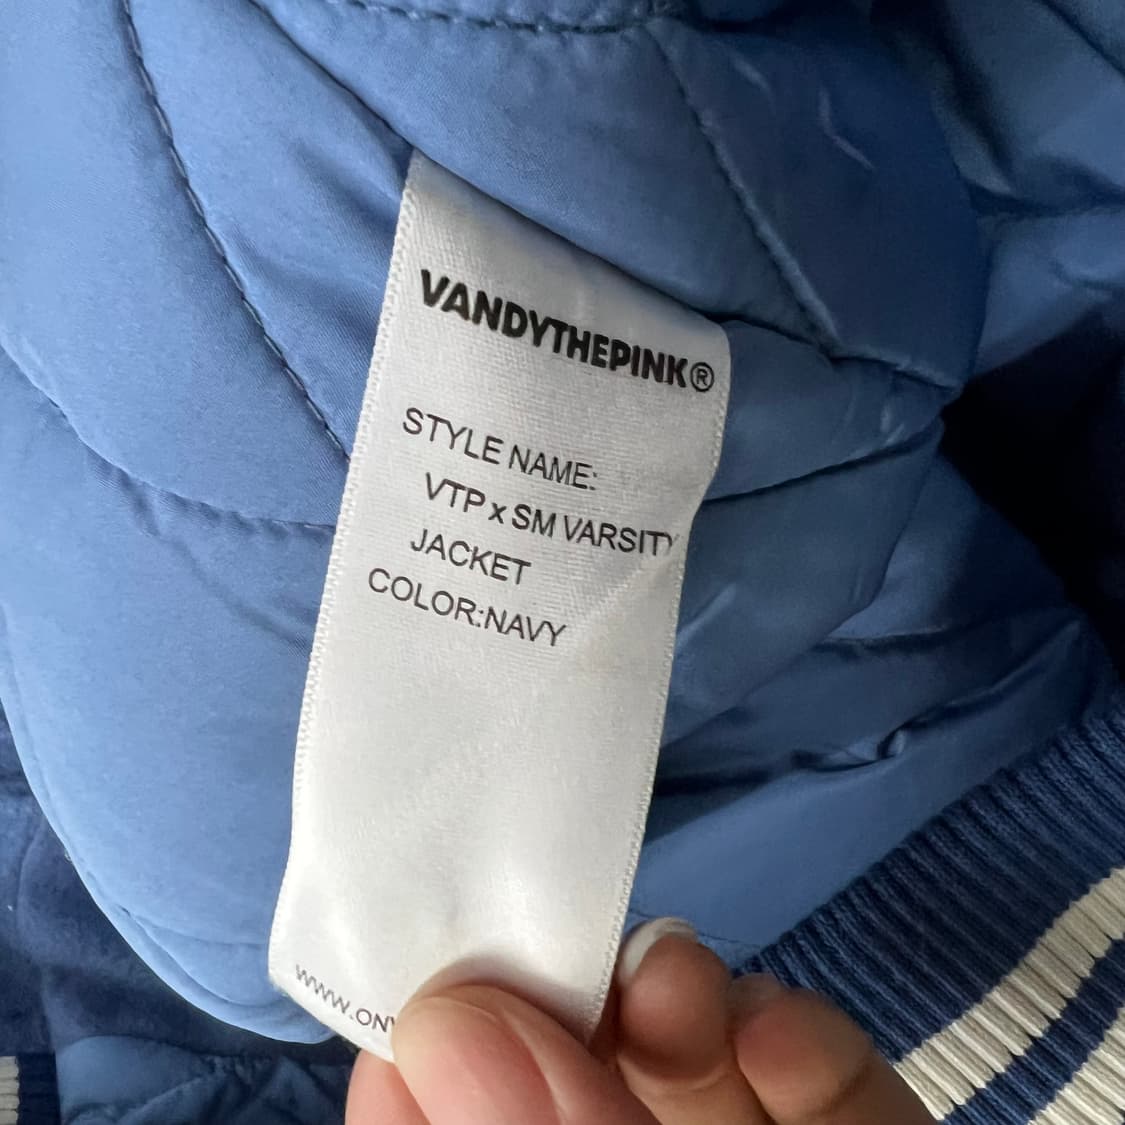 VANDYTHEPINK®
STYLE NAME:
VTP x SM VARSITY
JACKET
COLOR:NAVY